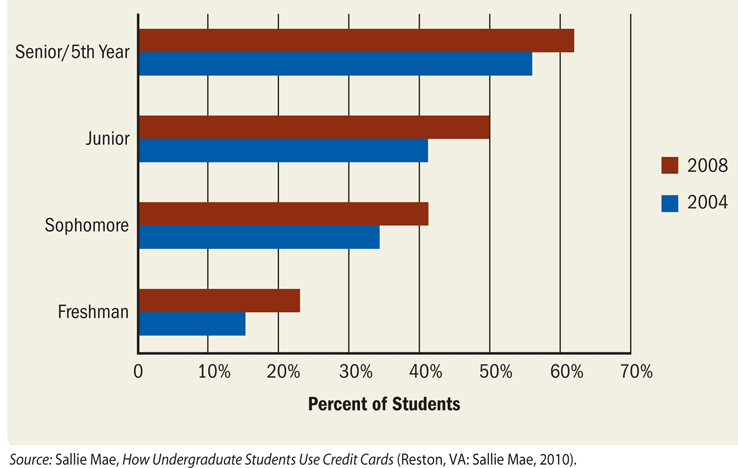 Senior/5th Year
Junior
Sophomore
Freshman
2008
2004
0 10% 20% 30% 40% 50% 60% 70%
Percent of Students
Source: Sallie Mae, How Undergraduate Students Use Credit Cards (Reston, VA: Sallie Mae, 2010).